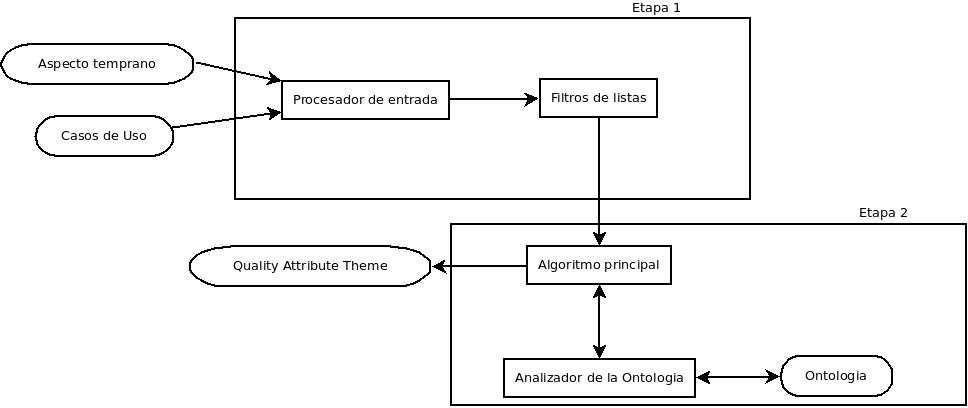 Etapa 1
Aspecto temprano
Procesador de entrada
Filtros de listas
Casos de Uso
Etapa 2
Quality Attribute Theme
Algoritmo principal
Analizador de la Ontologia
Ontologia